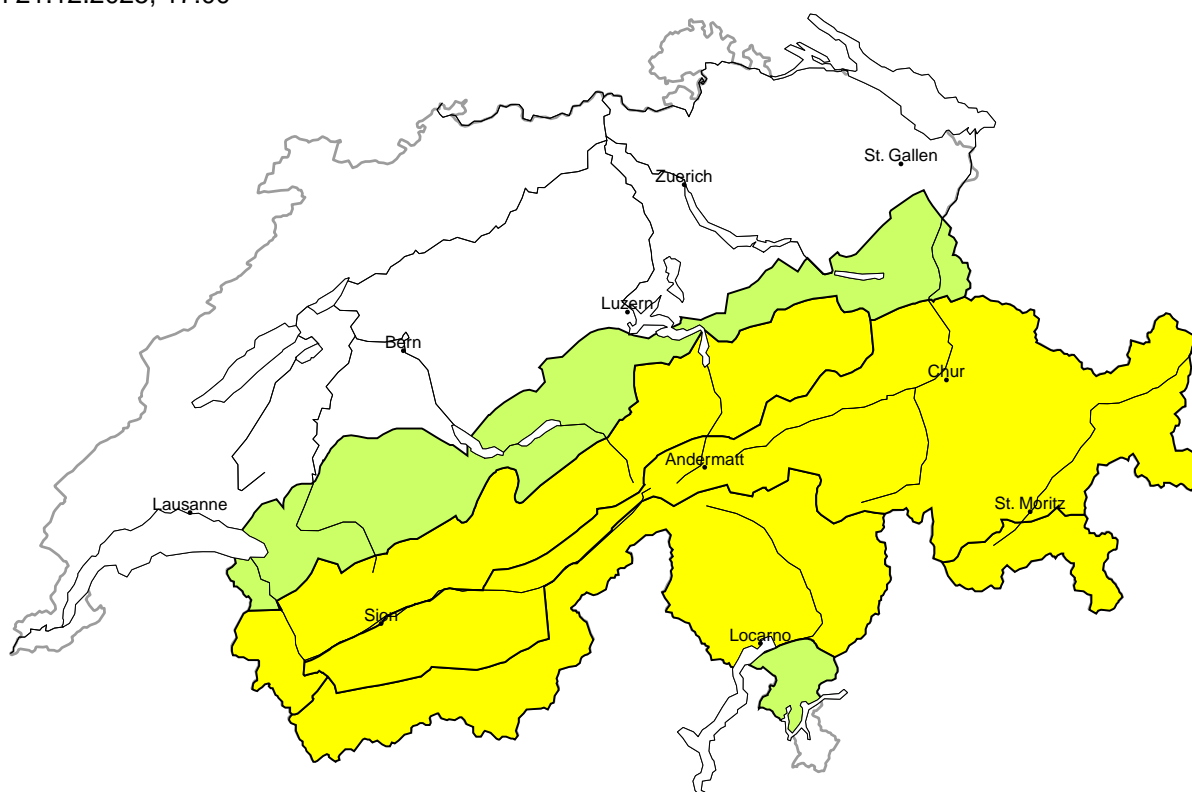 St. Gallen
Zuerich
Luzern
Bern
Chur
Andermatt
Lausanne
St. Moritz
Sion
Locarno